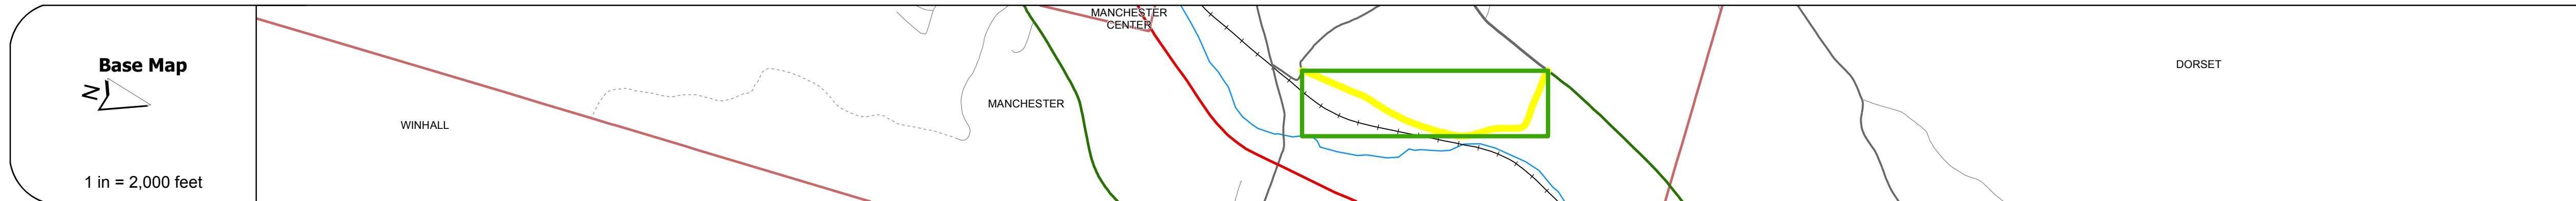 Base Map
N
1 in = 2,000 feet
WINHALL
MANCHESTER
MANCHESTER
CENTER
DORSET